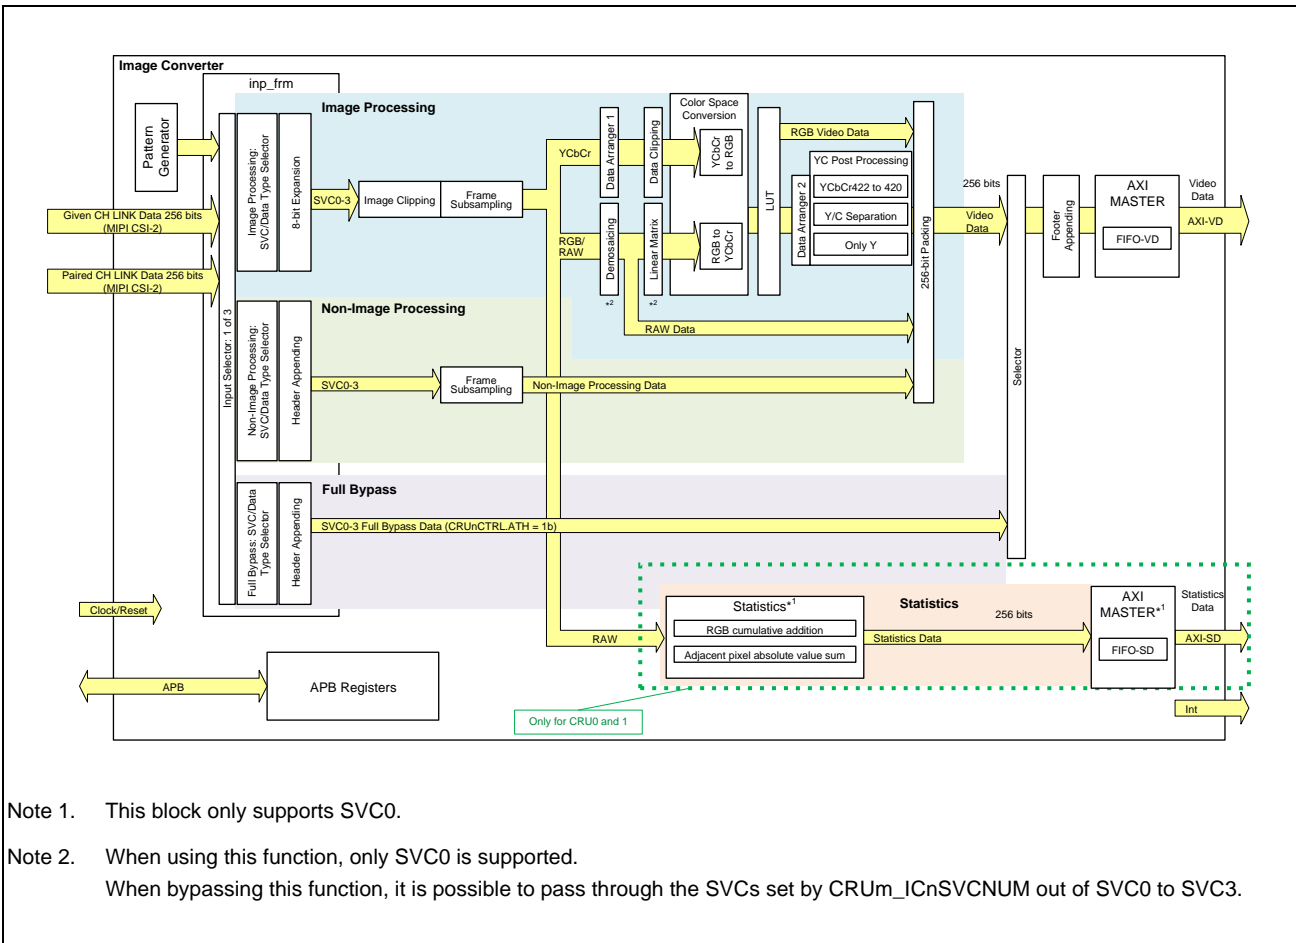 Image Converter
inp_frm
Pattern
Generator
Given CH LINK Data 256 bits
(MIPI CSI-2)
Paired CH LINK Data 256 bits
(MIPI CSI-2)
Input Selector: 1 of 3
Image Processing:
SVC/Data Type Selector
8-bit Expansion
Image Processing
SVC0-3
Image Clipping
Frame
Subsampling
YCbCr
RGB/
RAW
Data Arranger 1
Data Clipping
Demosaicing
*2
Linear Matrix
*2
Color Space
Conversion
YCbCr
to RGB
RGB to
YCbCr
LUT
RGB Video Data
Data Arranger 2
YC Post Processing
YCbCr422 to 420
Y/C Separation
Only Y
RAW Data
256-bit Packing
256 bits
Video
Data
Selector
Footer
Appending
AXI
MASTER
FIFO-VD
Video
Data
AXI-VD
Non-Image Processing:
SVC/Data Type Selector
Header Appending
Non-Image Processing
SVC0-3
Frame
Subsampling
Non-Image Processing Data
Full Bypass: SVC/Data
Type Selector
Header Appending
Full Bypass
SVC0-3 Full Bypass Data (CRUnCTRL.ATH = 1b)
Clock/Reset
RAW
Statistics*1
RGB cumulative addition
Adjacent pixel absolute value sum
Statistics
256 bits
Statistics Data
AXI
MASTER*1
FIFO-SD
Statistics
Data
AXI-SD
APB
APB Registers
Only for CRU0 and 1
Int
Note 1. This block only supports SVC0.
Note 2. When using this function, only SVC0 is supported.
When bypassing this function, it is possible to pass through the SVCs set by CRUm_ICnSVCNUM out of SVC0 to SVC3.